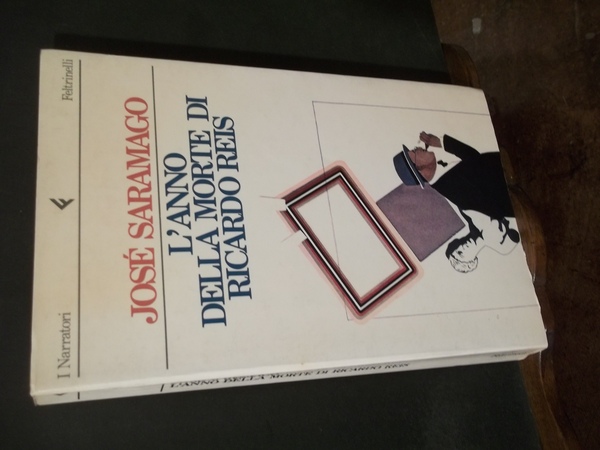 I Narratori
Feltrinelli
JOSÉ SARAMAGO
L'ANNO
DELLA MORTE DI
RICARDO REIS
L'ANNO DELLA MORTE DI RICARDO REIS